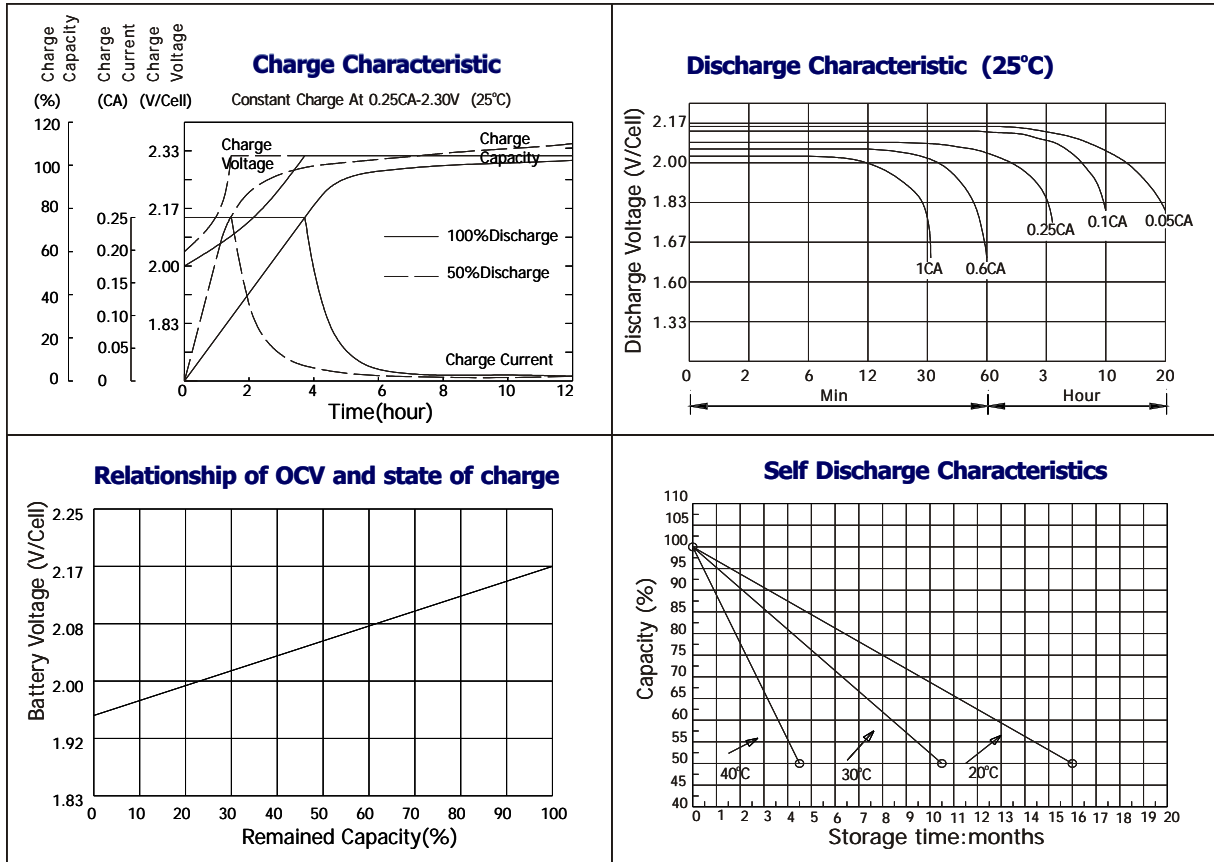 Charge Capacity
Charge Current
Charge Voltage
(%) (CA) (V/Cell)
Charge Characteristic
Constant Charge At 0.25CA-2.30V (25°C)
120
100
80
60
40
20
0
0.25
0.20
0.15
0.10
0.05
0
2.33
2.17
2.00
1.83
Charge Voltage
Charge Capacity
100%Discharge
50%Discharge
Charge Current
0 2 4 6 8 10 12
Time(hour)
Discharge Characteristic (25°C)
Discharge Voltage (V/Cell)
2.17
2.00
1.83
1.67
1.60
1.33
1CA
0.6CA
0.25CA
0.1CA
0.05CA
0 2 6 12 30 60 3 10 20
Min Hour
Relationship of OCV and state of charge
Battery Voltage (V/Cell)
2.25
2.17
2.08
2.00
1.92
1.83
0 10 20 30 40 50 60 70 80 90 100
Remained Capacity(%)
Self Discharge Characteristics
Capacity (%)
110
105
100
95
90
85
80
75
70
65
60
55
50
45
40
40°C
30°C
20°C
0 1 2 3 4 5 6 7 8 9 10 11 12 13 14 15 16 17 18 19 20
Storage time:months